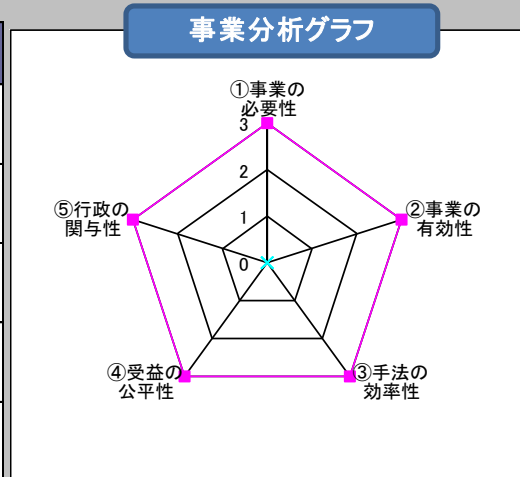 事業分析グラフ
①事業の
必要性
3
2
1
0
②事業の
有効性
③手法の
効率性
④受益の
公平性
⑤行政の
関与性